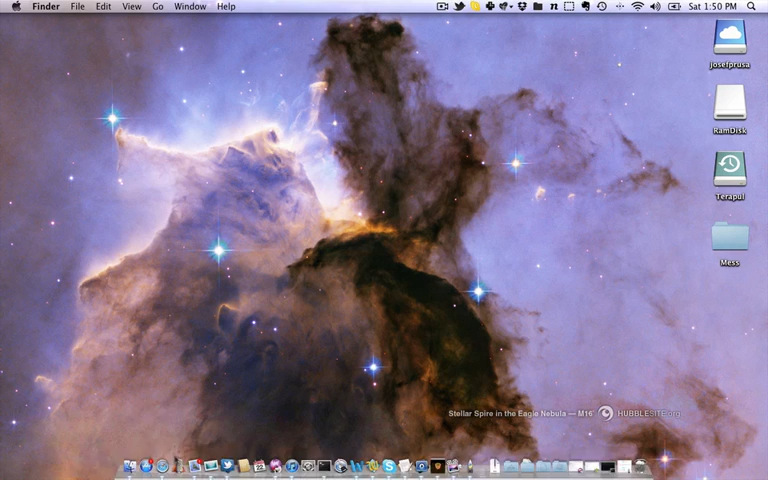 Finder File Edit View Go Window Help Sat 1:50 PM
josefprusa
RamDisk
Terapul
Mess
Stellar Spire in the Eagle Nebula — M16 HUBBLESITE.org
22